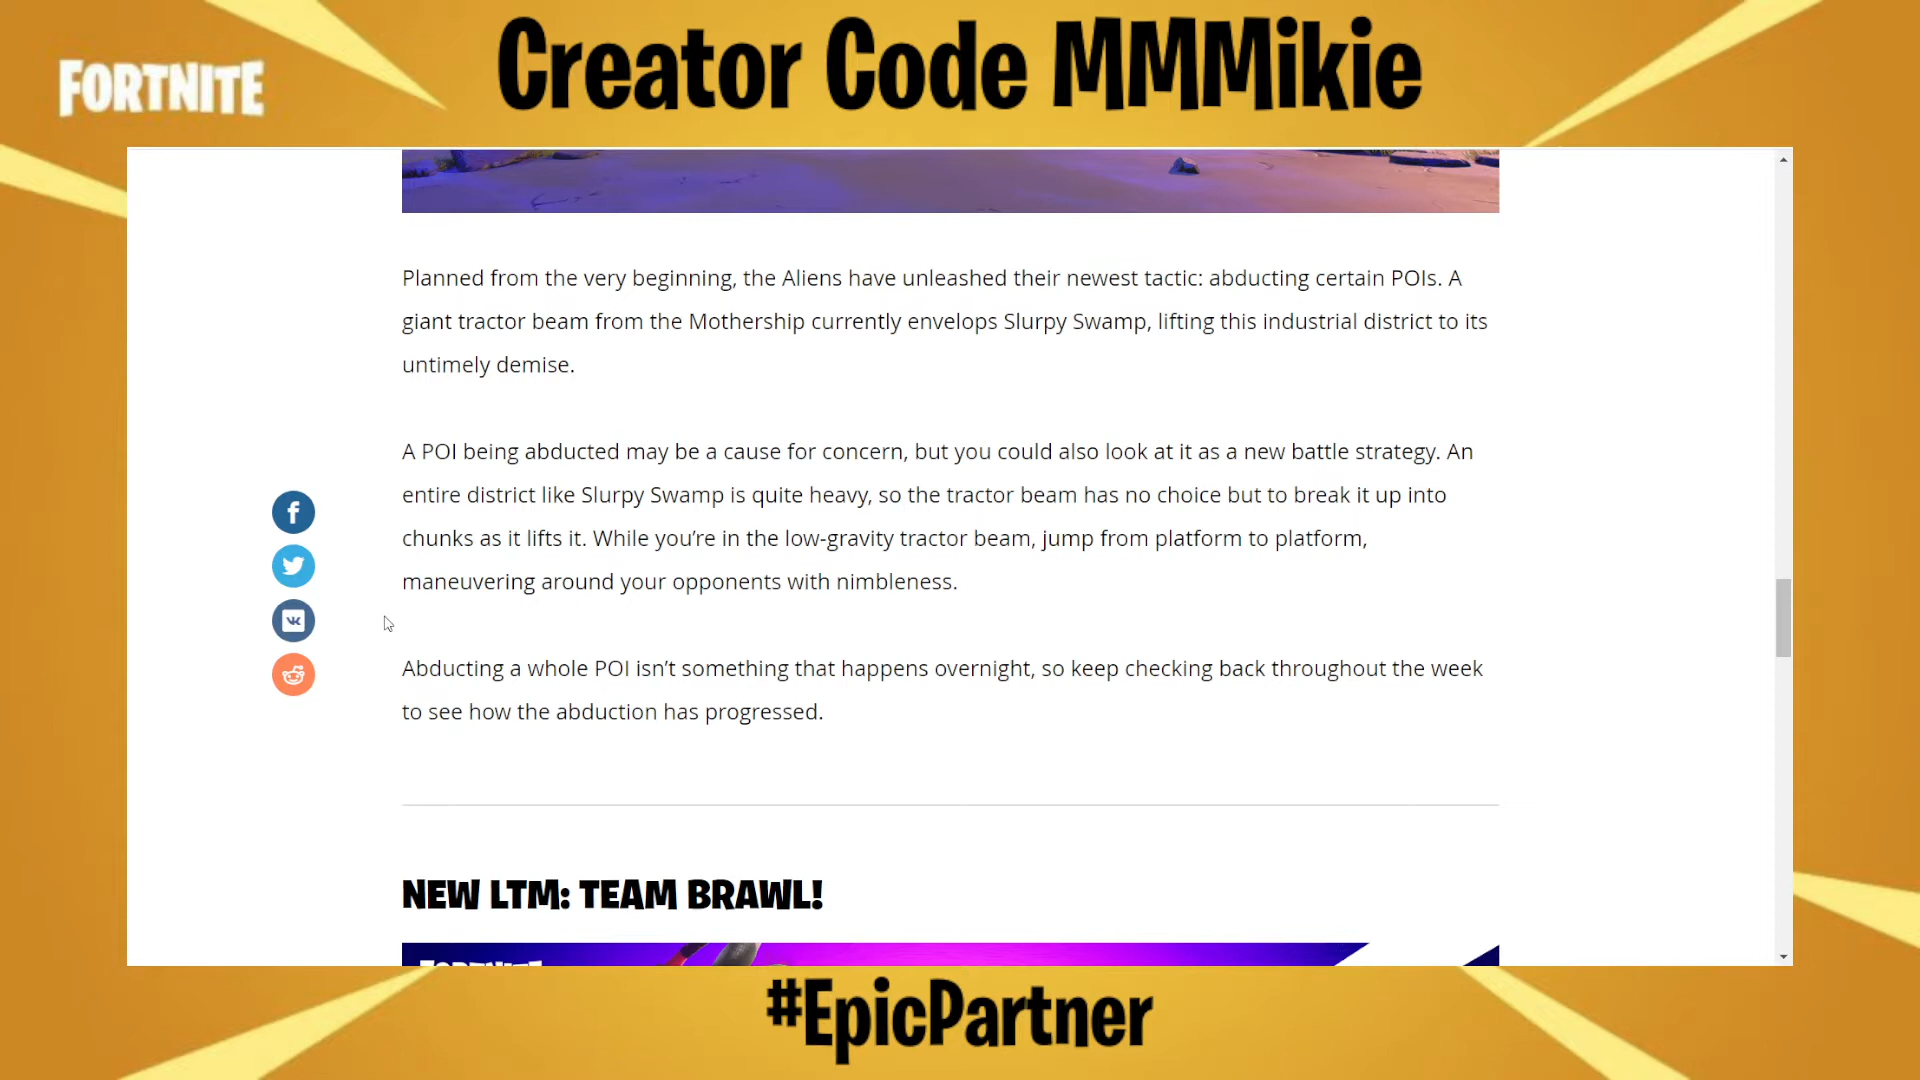 Creator Code MMMikie
FORTNITE
Planned from the very beginning, the Aliens have unleashed their newest tactic: abducting certain POIs. A
giant tractor beam from the Mothership currently envelops Slurpy Swamp, lifting this industrial district to its
untimely demise.
A POI being abducted may be a cause for concern, but you could also look at it as a new battle strategy. An
entire district like Slurpy Swamp is quite heavy, so the tractor beam has no choice but to break it up into
chunks as it lifts it. While you’re in the low-gravity tractor beam, jump from platform to platform,
maneuvering around your opponents with nimbleness.
Abducting a whole POI isn’t something that happens overnight, so keep checking back throughout the week
to see how the abduction has progressed.
NEW LTM: TEAM BRAWL!
FORTNITE
#EpicPartner